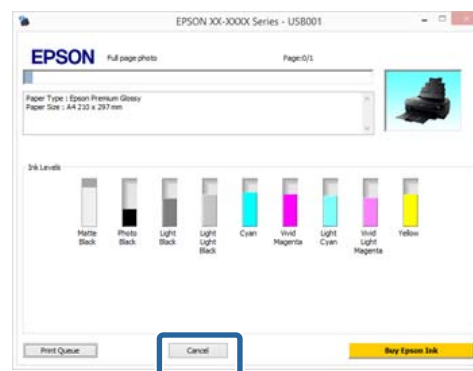 EPSON XX-XXXX Series - USB001
EPSON
Full page photo
Page:0/1
Paper Type : Epson Premium Glossy
Paper Size : A4 210 x 297 mm
Ink Levels
Matte Black
Photo Black
Light Black
Light Light Black
Cyan
Vivid Magenta
Light Cyan
Vivid Light Magenta
Yellow
Print Queue
Cancel
Buy Epson Ink